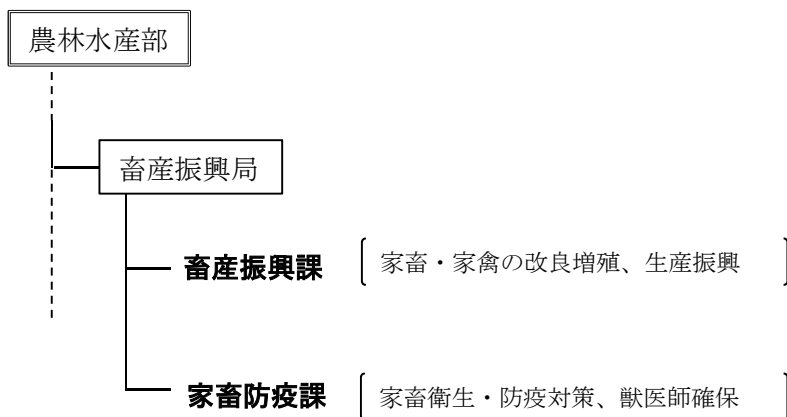 農林水産部
畜産振興局
畜産振興課 家畜・家禽の改良増殖、生産振興
家畜防疫課 家畜衛生・防疫対策、獣医師確保